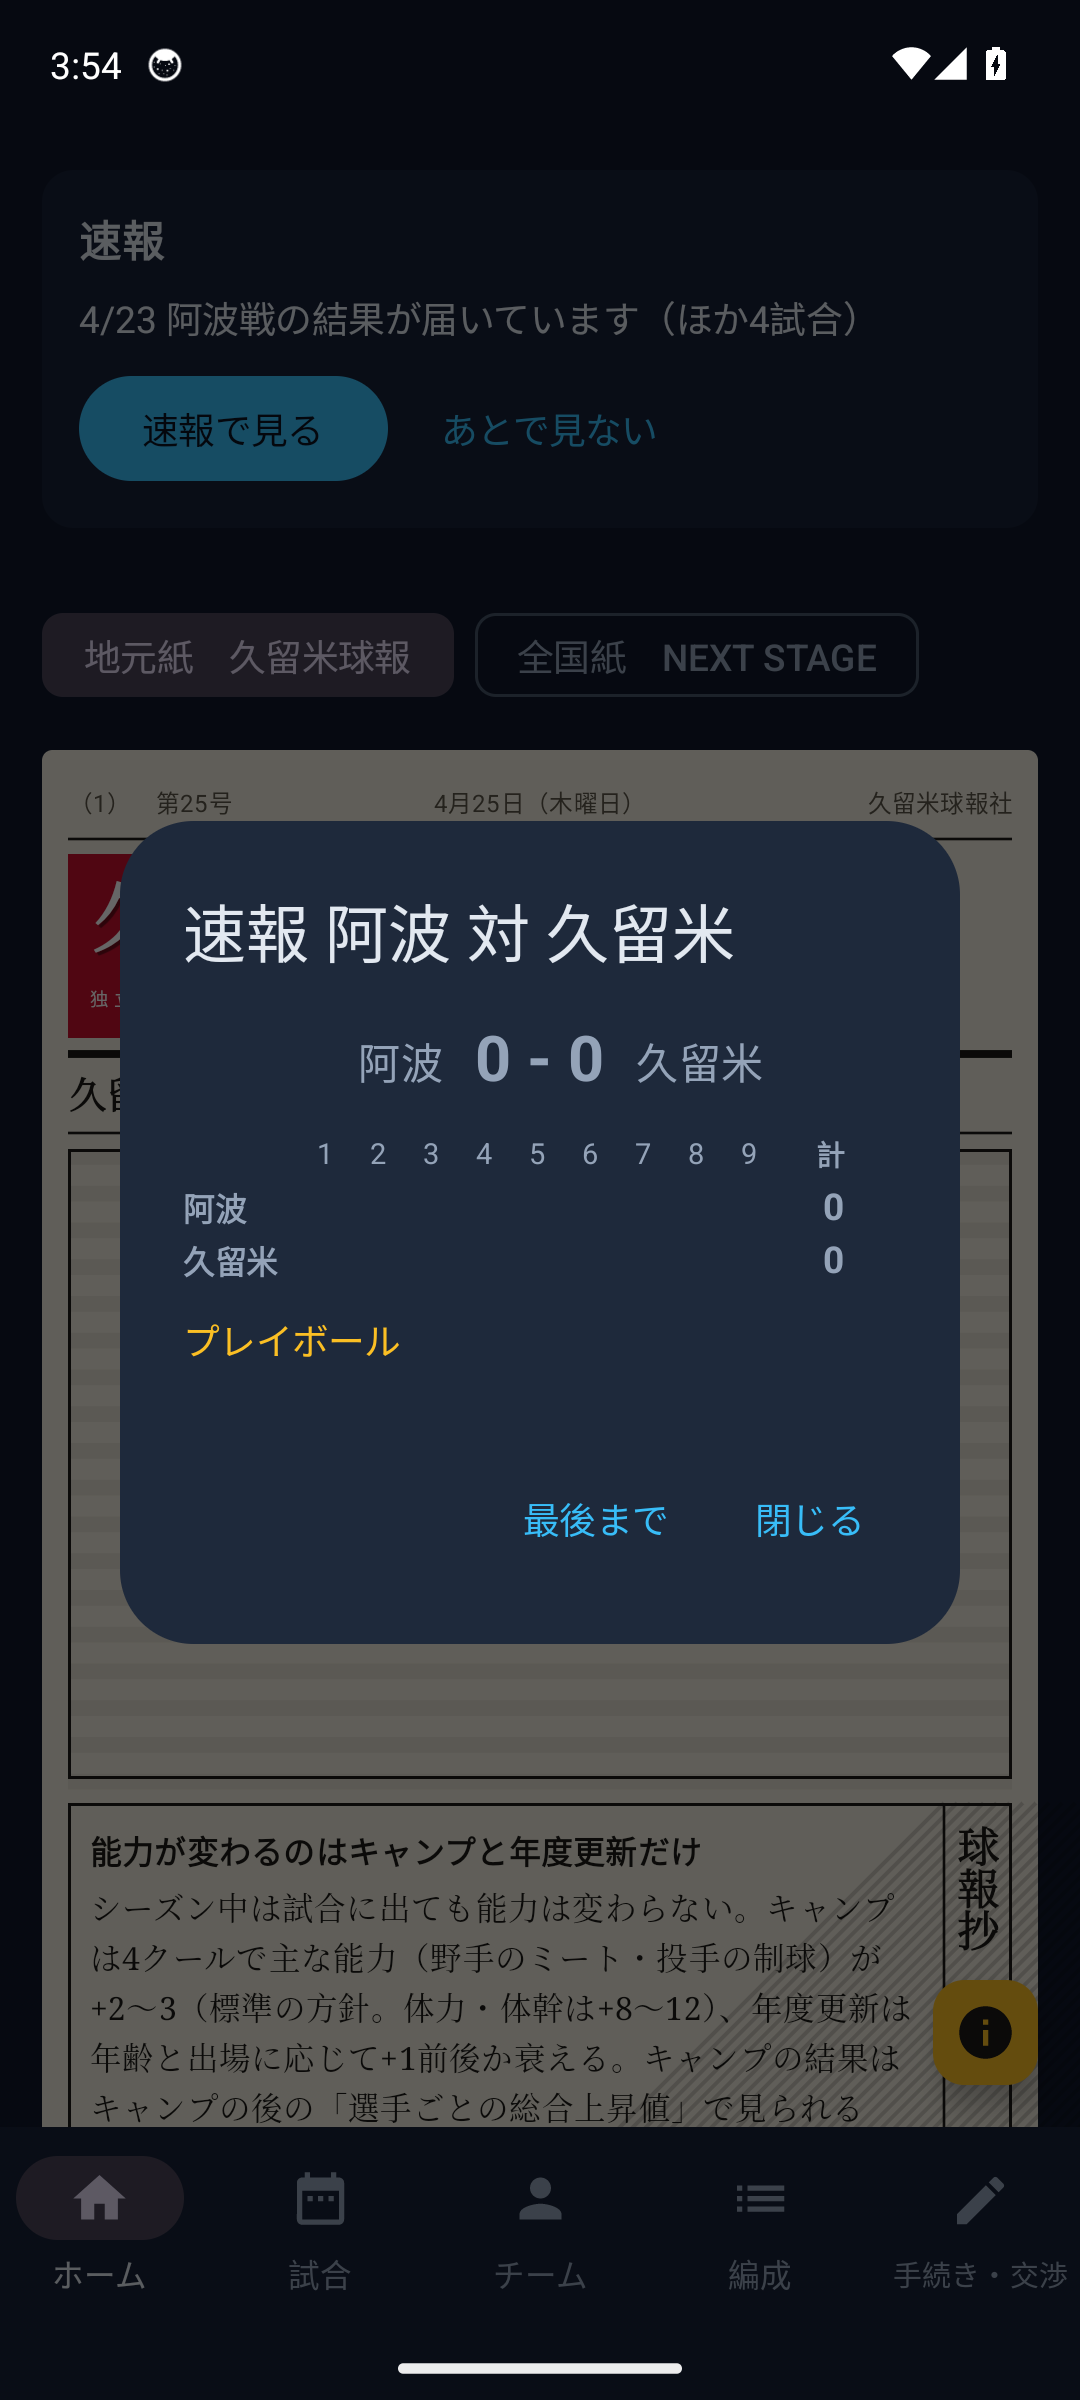 3:54
速報
4/23 阿波戦の結果が届いています（ほか4試合）
速報で見る
あとで見ない
地元紙　久留米球報
全国紙　NEXT STAGE
（1）　第25号
4月25日（木曜日）
久留米球報社
速報 阿波 対 久留米
阿波 0 - 0 久留米
1 2 3 4 5 6 7 8 9 計
阿波 0
久留米 0
プレイボール
最後まで
閉じる
能力が変わるのはキャンプと年度更新だけ
シーズン中は試合に出ても能力は変わらない。キャンプ
は4クールで主な能力（野手のミート・投手の制球）が
+2〜3（標準の方針。体力・体幹は+8〜12）、年度更新は
年齢と出場に応じて+1前後か衰える。キャンプの結果は
キャンプの後の「選手ごとの総合上昇値」で見られる
球報抄
ホーム
試合
チーム
編成
手続き・交渉